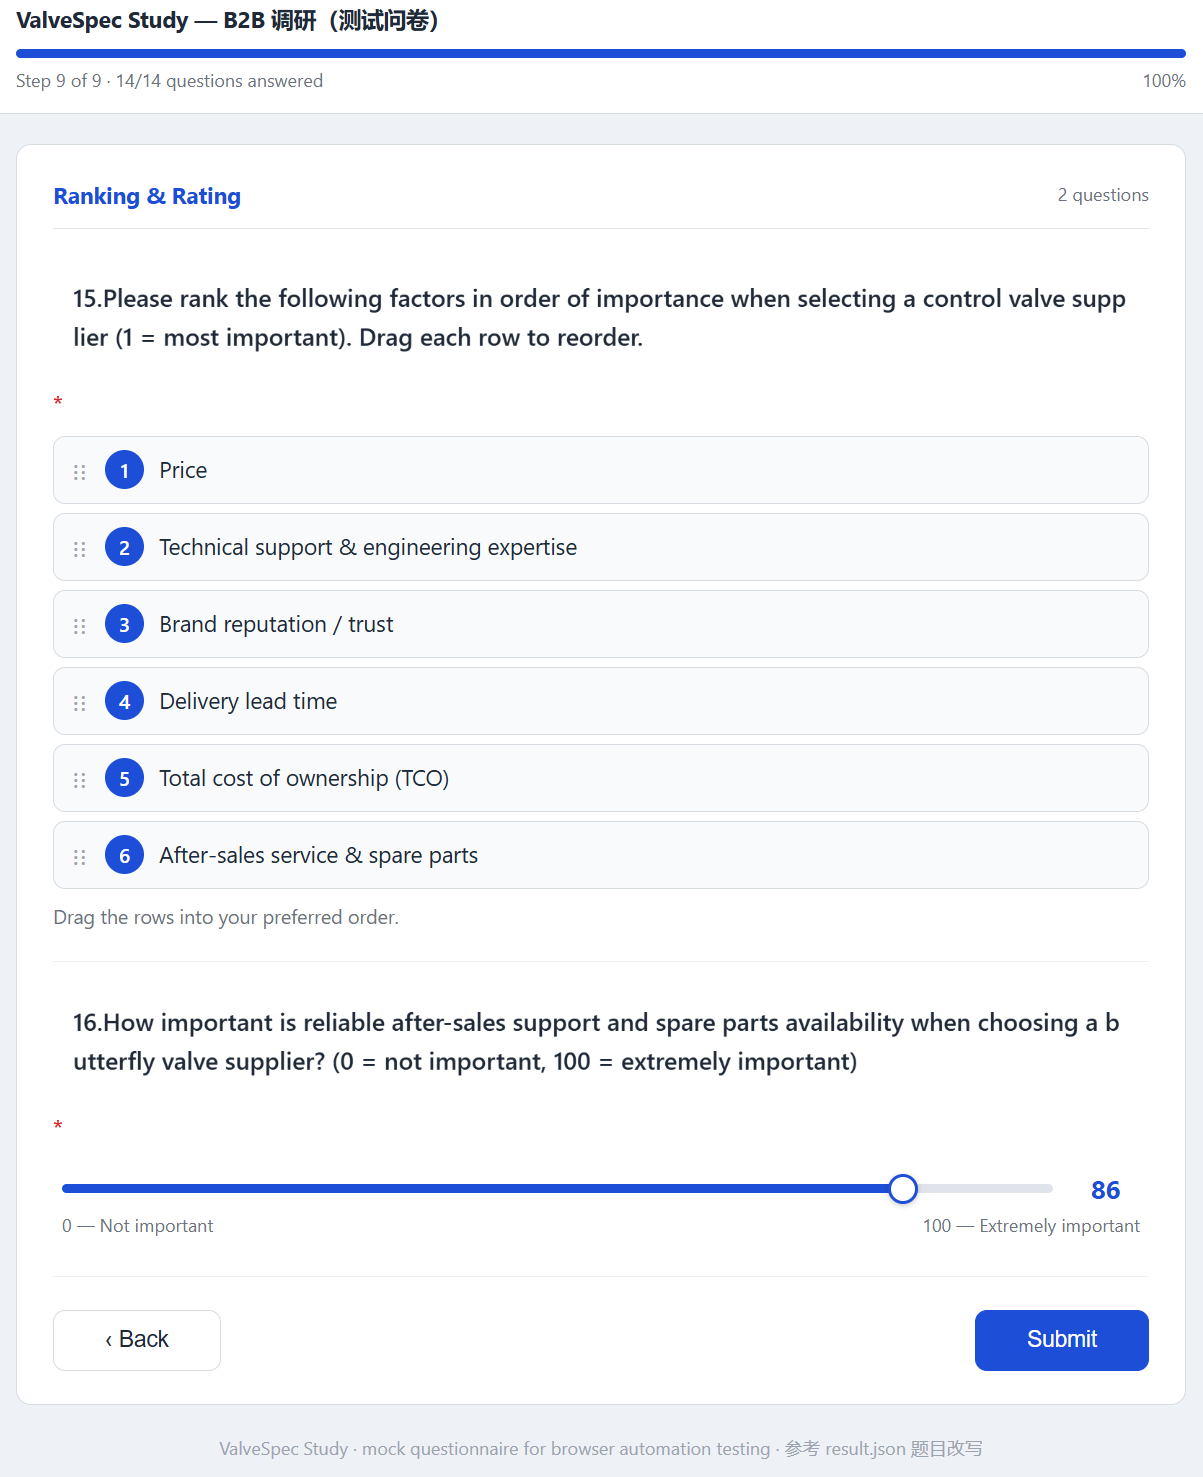 ValveSpec Study — B2B 调研（测试问卷）
Step 9 of 9 · 14/14 questions answered
100%
Ranking & Rating
2 questions
15.Please rank the following factors in order of importance when selecting a control valve supp
lier (1 = most important). Drag each row to reorder.
*
1 Price
2 Technical support & engineering expertise
3 Brand reputation / trust
4 Delivery lead time
5 Total cost of ownership (TCO)
6 After-sales service & spare parts
Drag the rows into your preferred order.
16.How important is reliable after-sales support and spare parts availability when choosing a b
utterfly valve supplier? (0 = not important, 100 = extremely important)
*
86
0 — Not important
100 — Extremely important
‹ Back
Submit
ValveSpec Study · mock questionnaire for browser automation testing · 参考 result.json 题目改写